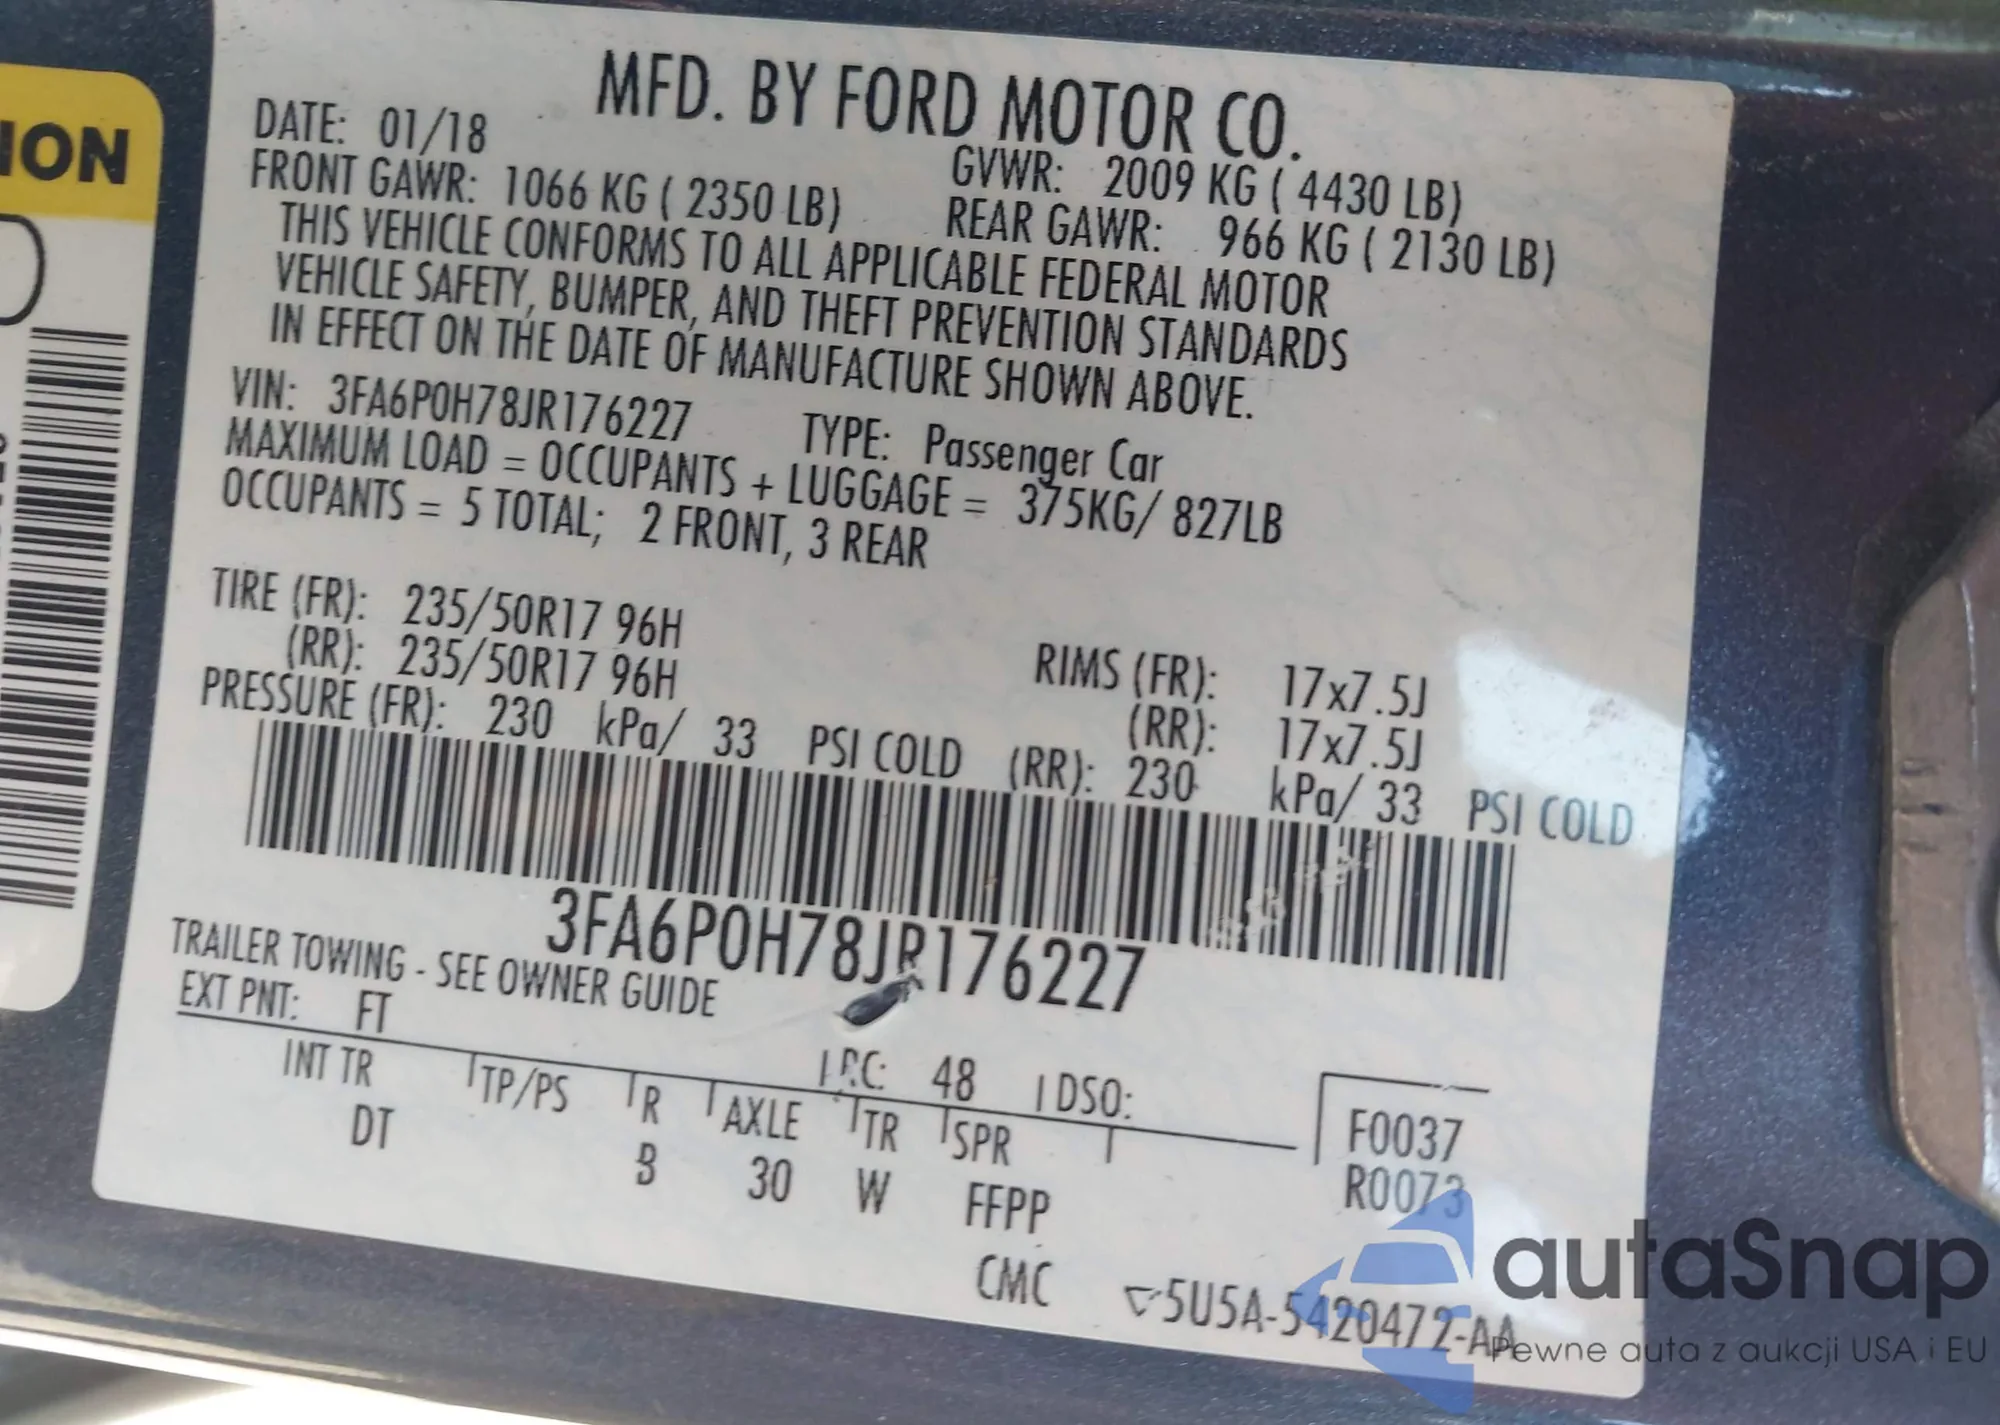 ION
MFD. BY FORD MOTOR CO.
DATE: 01/18
GVWR: 2009 KG ( 4430 LB)
FRONT GAWR: 1066 KG ( 2350 LB)
REAR GAWR: 966 KG ( 2130 LB)
THIS VEHICLE CONFORMS TO ALL APPLICABLE FEDERAL MOTOR
VEHICLE SAFETY, BUMPER, AND THEFT PREVENTION STANDARDS
IN EFFECT ON THE DATE OF MANUFACTURE SHOWN ABOVE.
VIN: 3FA6P0H78JR176227 TYPE: Passenger Car
MAXIMUM LOAD = OCCUPANTS + LUGGAGE = 375KG/ 827LB
OCCUPANTS = 5 TOTAL; 2 FRONT, 3 REAR
TIRE (FR): 235/50R17 96H RIMS (FR): 17x7.5J
(RR): 235/50R17 96H (RR): 17x7.5J
PRESSURE (FR): 230 kPa/ 33 PSI COLD (RR): 230 kPa/ 33 PSI COLD
3FA6P0H78JR176227
TRAILER TOWING - SEE OWNER GUIDE
EXT PNT: FT RC: 48 DSO:
INT TR TP/PS R AXLE TR SPR
DT B 30 W FFPP
F0037
R0073
CMC 5U5A-5420472-AA
autaSnap
Pewne auta z aukcji USA i EU